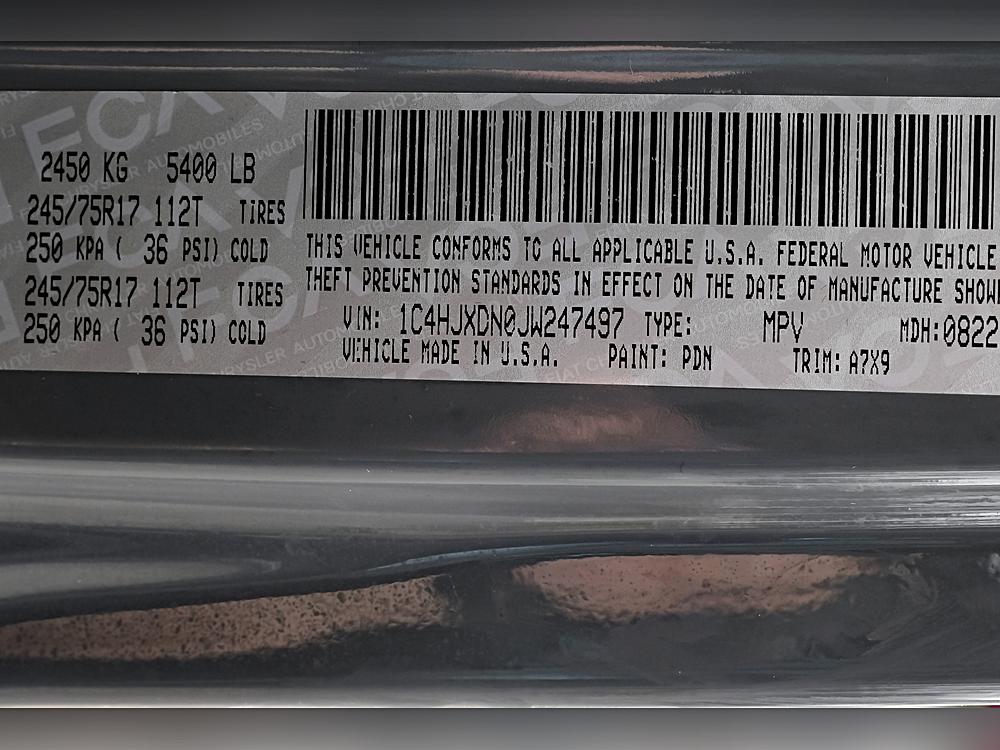 2450 KG 5400 LB
245/75R17 112T TIRES
250 KPA ( 36 PSI) COLD
245/75R17 112T TIRES
250 KPA ( 36 PSI) COLD
THIS VEHICLE CONFORMS TO ALL APPLICABLE U.S.A. FEDERAL MOTOR VEHICLE
THEFT PREVENTION STANDARDS IN EFFECT ON THE DATE OF MANUFACTURE SHOW
VIN: 1C4HJXDN0JW247497 TYPE: MPV MDH:0822
VEHICLE MADE IN U.S.A. PAINT: PDN TRIM: A7X9